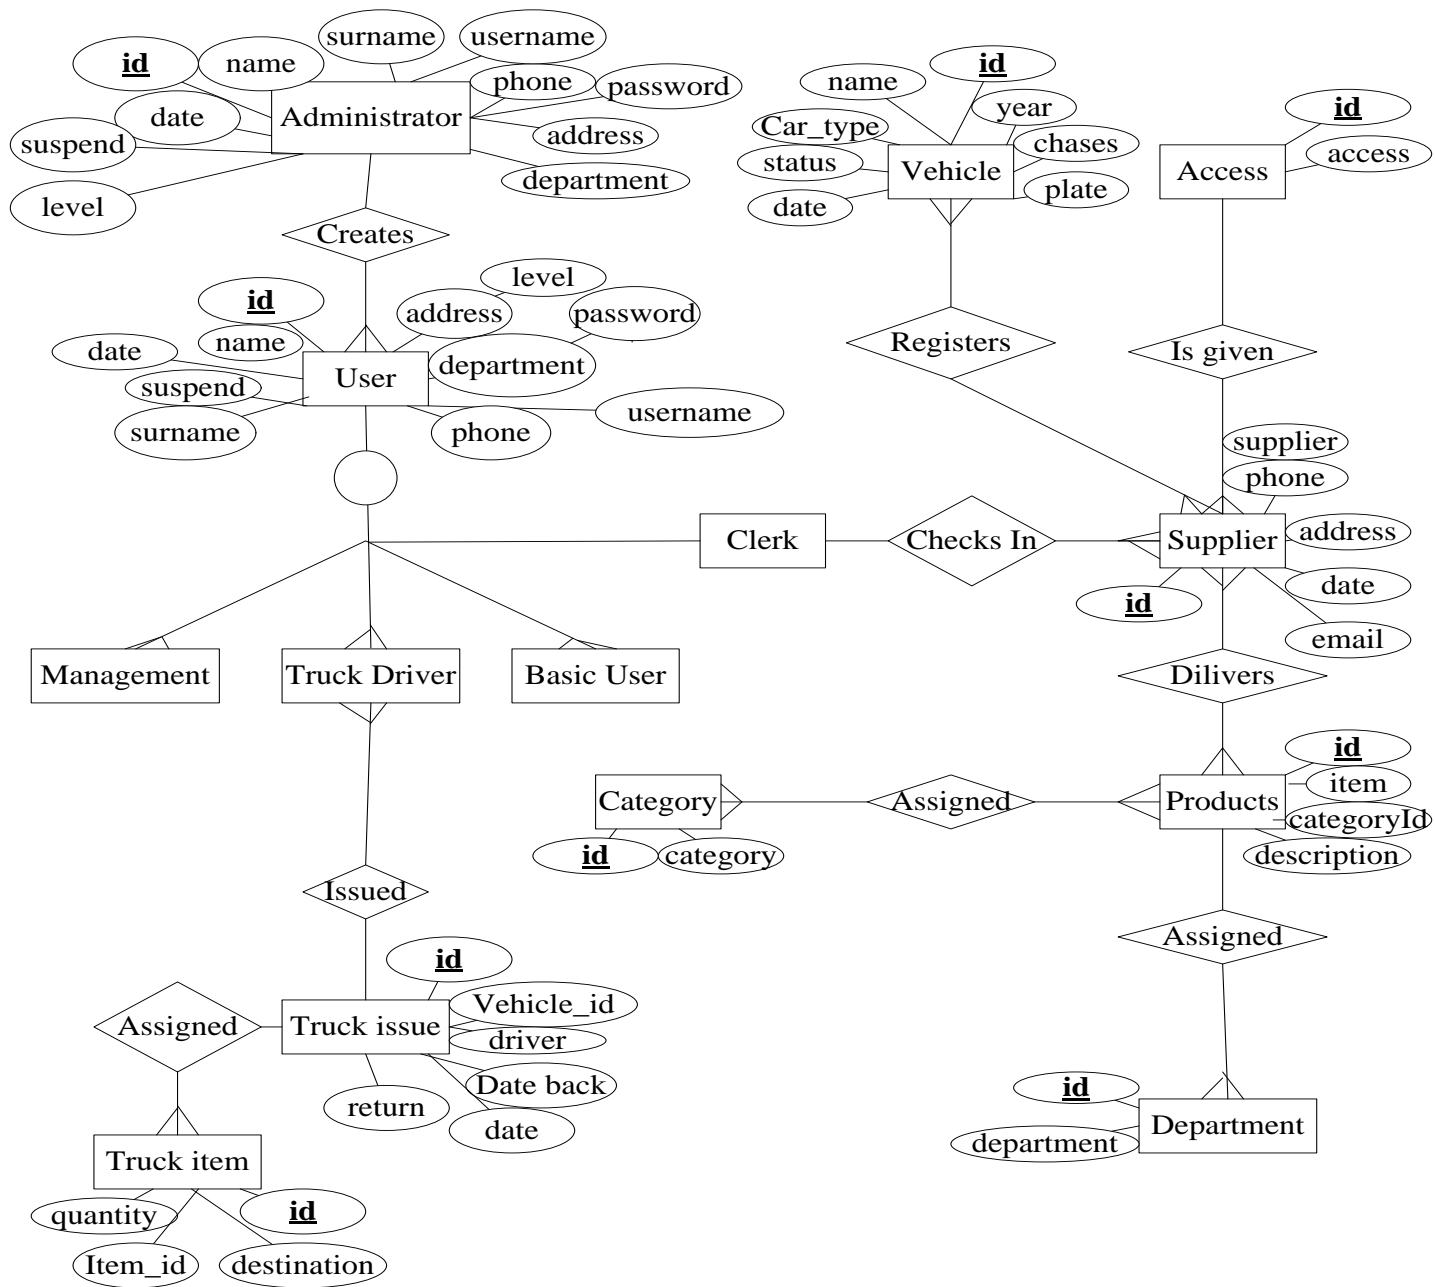 surname
username
id
name
phone
password
Administrator
date
address
suspend
department
level
Creates
id
name
year
Car_type
chases
status
Vehicle
plate
date
id
access
Access
id
level
address
password
name
date
department
User
suspend
username
surname
phone
Registers
Is given
supplier
phone
Clerk
Checks In
Supplier
address
date
id
email
Management
Truck Driver
Basic User
Dilivers
id
item
Category
Assigned
Products
categoryId
id
category
description
Issued
Assigned
id
Vehicle_id
Assigned
Truck issue
driver
Date back
return
date
id
Department
department
Truck item
quantity
id
Item_id
destination